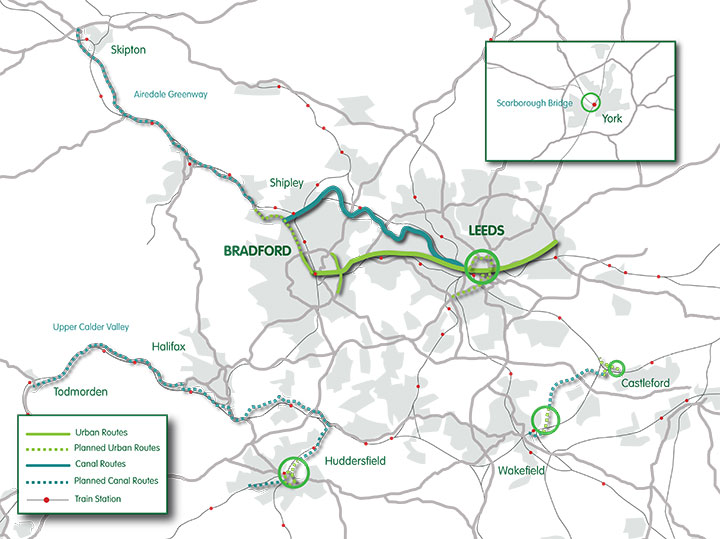 Skipton
Airedale Greenway
Scarborough Bridge
York
Shipley
BRADFORD
LEEDS
Upper Calder Valley
Halifax
Todmorden
Castleford
Huddersfield
Wakefield
Urban Routes
Planned Urban Routes
Canal Routes
Planned Canal Routes
Train Station